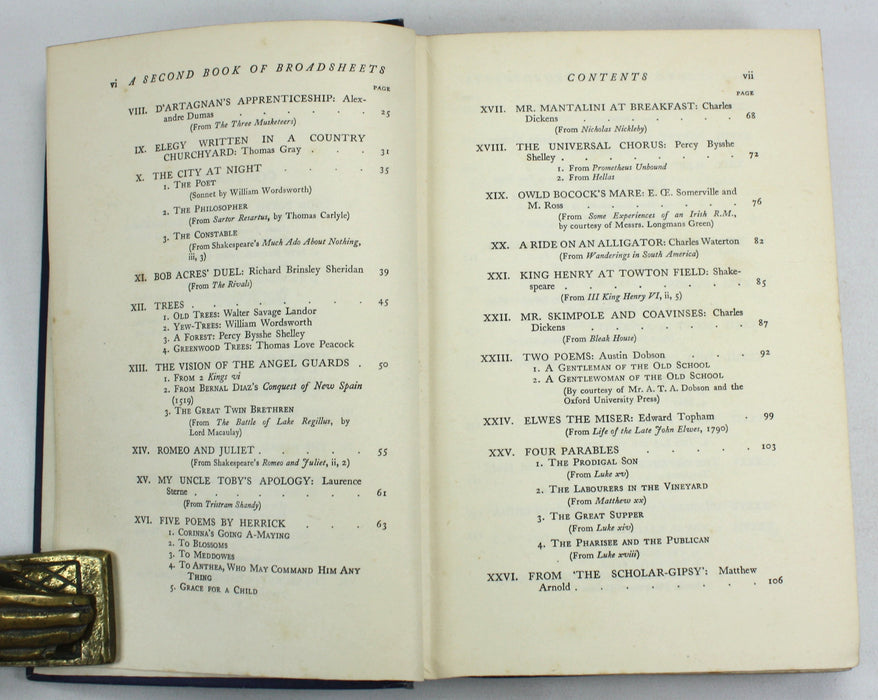 vi A SECOND BOOK OF BROADSHEETS
PAGE
VIII. D'ARTAGNAN'S APPRENTICESHIP: Alex-
andre Dumas . . . . . 25
(From The Three Musketeers)
IX. ELEGY WRITTEN IN A COUNTRY
CHURCHYARD: Thomas Gray . . . 31
X. THE CITY AT NIGHT . . . . 35
1. The Poet
(Sonnet by William Wordsworth)
2. The Philosopher
(From Sartor Resartus, by Thomas Carlyle)
3. The Constable
(From Shakespeare's Much Ado About Nothing,
iii, 3)
XI. BOB ACRES' DUEL: Richard Brinsley Sheridan 39
(From The Rivals)
XII. TREES . . . . . . . . 45
1. Old Trees: Walter Savage Landor
2. Yew-Trees: William Wordsworth
3. A Forest: Percy Bysshe Shelley
4. Greenwood Trees: Thomas Love Peacock
XIII. THE VISION OF THE ANGEL GUARDS . 50
1. From 2 Kings vi
2. From Bernal Diaz's Conquest of New Spain
(1519)
3. The Great Twin Brethren
(From The Battle of Lake Regillus, by
Lord Macaulay)
XIV. ROMEO AND JULIET . . . . . 55
(From Shakespeare's Romeo and Juliet, ii, 2)
XV. MY UNCLE TOBY'S APOLOGY: Laurence
Sterne . . . . . . . 61
(From Tristram Shandy)
XVI. FIVE POEMS BY HERRICK . . . 63
1. Corinna's Going A-Maying
2. To Blossoms
3. To Meddowes
4. To Anthea, Who May Command Him Any
Thing
5. Grace for a Child
CONTENTS vii
PAGE
XVII. MR. MANTALINI AT BREAKFAST: Charles
Dickens . . . . . . . 68
(From Nicholas Nickleby)
XVIII. THE UNIVERSAL CHORUS: Percy Bysshe
Shelley . . . . . . . 72
1. From Prometheus Unbound
2. From Hellas
XIX. OWLD BOCOCK'S MARE: E. Œ. Somerville and
M. Ross . . . . . . . 76
(From Some Experiences of an Irish R.M.,
by courtesy of Messrs. Longmans Green)
XX. A RIDE ON AN ALLIGATOR: Charles Waterton 82
(From Wanderings in South America)
XXI. KING HENRY AT TOWTON FIELD: Shake-
speare . . . . . . . 85
(From III King Henry VI, ii, 5)
XXII. MR. SKIMPOLE AND COAVINSES: Charles
Dickens . . . . . . . 87
(From Bleak House)
XXIII. TWO POEMS: Austin Dobson . . . 92
1. A Gentleman of the Old School
2. A Gentlewoman of the Old School
(By courtesy of Mr. A. T. A. Dobson and the
Oxford University Press)
XXIV. ELWES THE MISER: Edward Topham . 99
(From Life of the Late John Elwes, 1790)
XXV. FOUR PARABLES . . . . . 103
1. The Prodigal Son
(From Luke xv)
2. The Labourers in the Vineyard
(From Matthew xx)
3. The Great Supper
(From Luke xiv)
4. The Pharisee and the Publican
(From Luke xviii)
XXVI. FROM 'THE SCHOLAR-GIPSY': Matthew
Arnold . . . . . . . . 106